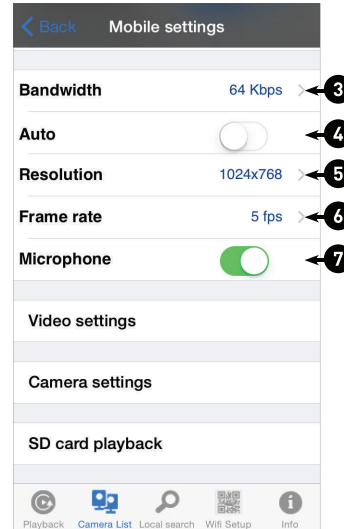 Back Mobile settings
Bandwidth 64 Kbps 3
Auto 4
Resolution 1024x768 5
Frame rate 5 fps 6
Microphone 7
Video settings
Camera settings
SD card playback
Playback Camera List Local search Wifi Setup Info